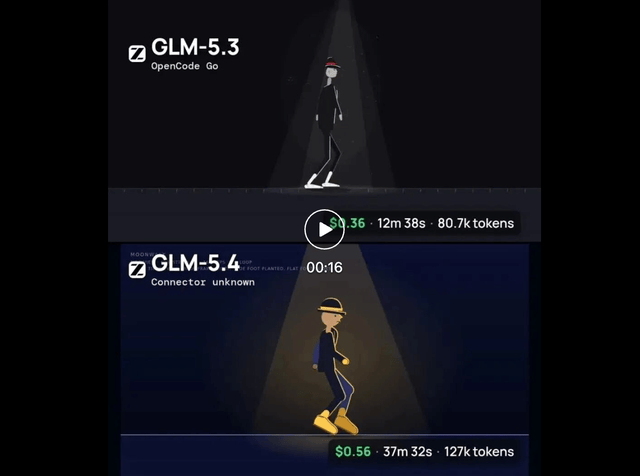 GLM-5.3
OpenCode Go
$0.36 · 12m 38s · 80.7k tokens
00:16
GLM-5.4
Connector unknown
$0.56 · 37m 32s · 127k tokens